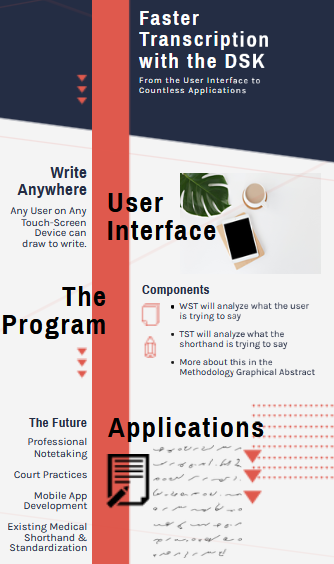 Faster
Transcription
with the DSK
From the User Interface to
Countless Applications
Write
Anywhere
Any User on Any
Touch-Screen
Device can
draw to write.
User
Interface
The
Program
Components
WST will analyze what the user
is trying to say
TST will analyze what the
shorthand is trying to say
More about this in the
Methodology Graphical Abstract
The Future
Professional
Notetaking
Court Practices
Mobile App
Development
Existing Medical
Shorthand &
Standardization
Applications